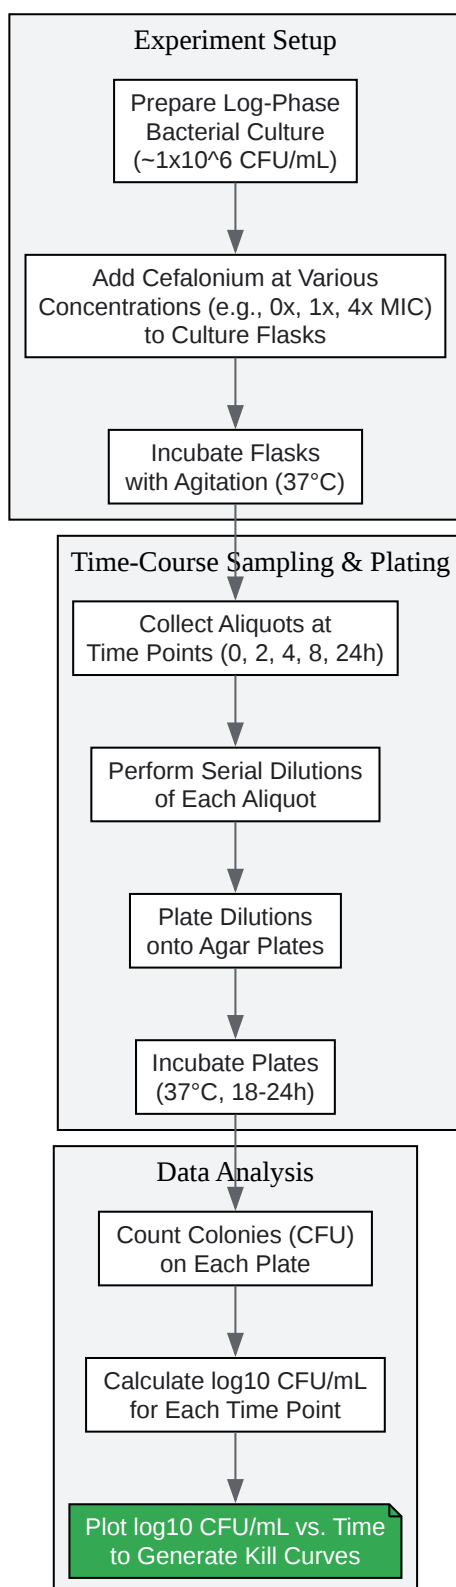 Experiment Setup
Prepare Log-Phase
Bacterial Culture
(~1x10^6 CFU/mL)
Add Cefalonium at Various
Concentrations (e.g., 0x, 1x, 4x MIC)
to Culture Flasks
Incubate Flasks
with Agitation (37°C)
Time-Course Sampling & Plating
Collect Aliquots at
Time Points (0, 2, 4, 8, 24h)
Perform Serial Dilutions
of Each Aliquot
Plate Dilutions
onto Agar Plates
Incubate Plates
(37°C, 18-24h)
Data Analysis
Count Colonies (CFU)
on Each Plate
Calculate log10 CFU/mL
for Each Time Point
Plot log10 CFU/mL vs. Time
to Generate Kill Curves